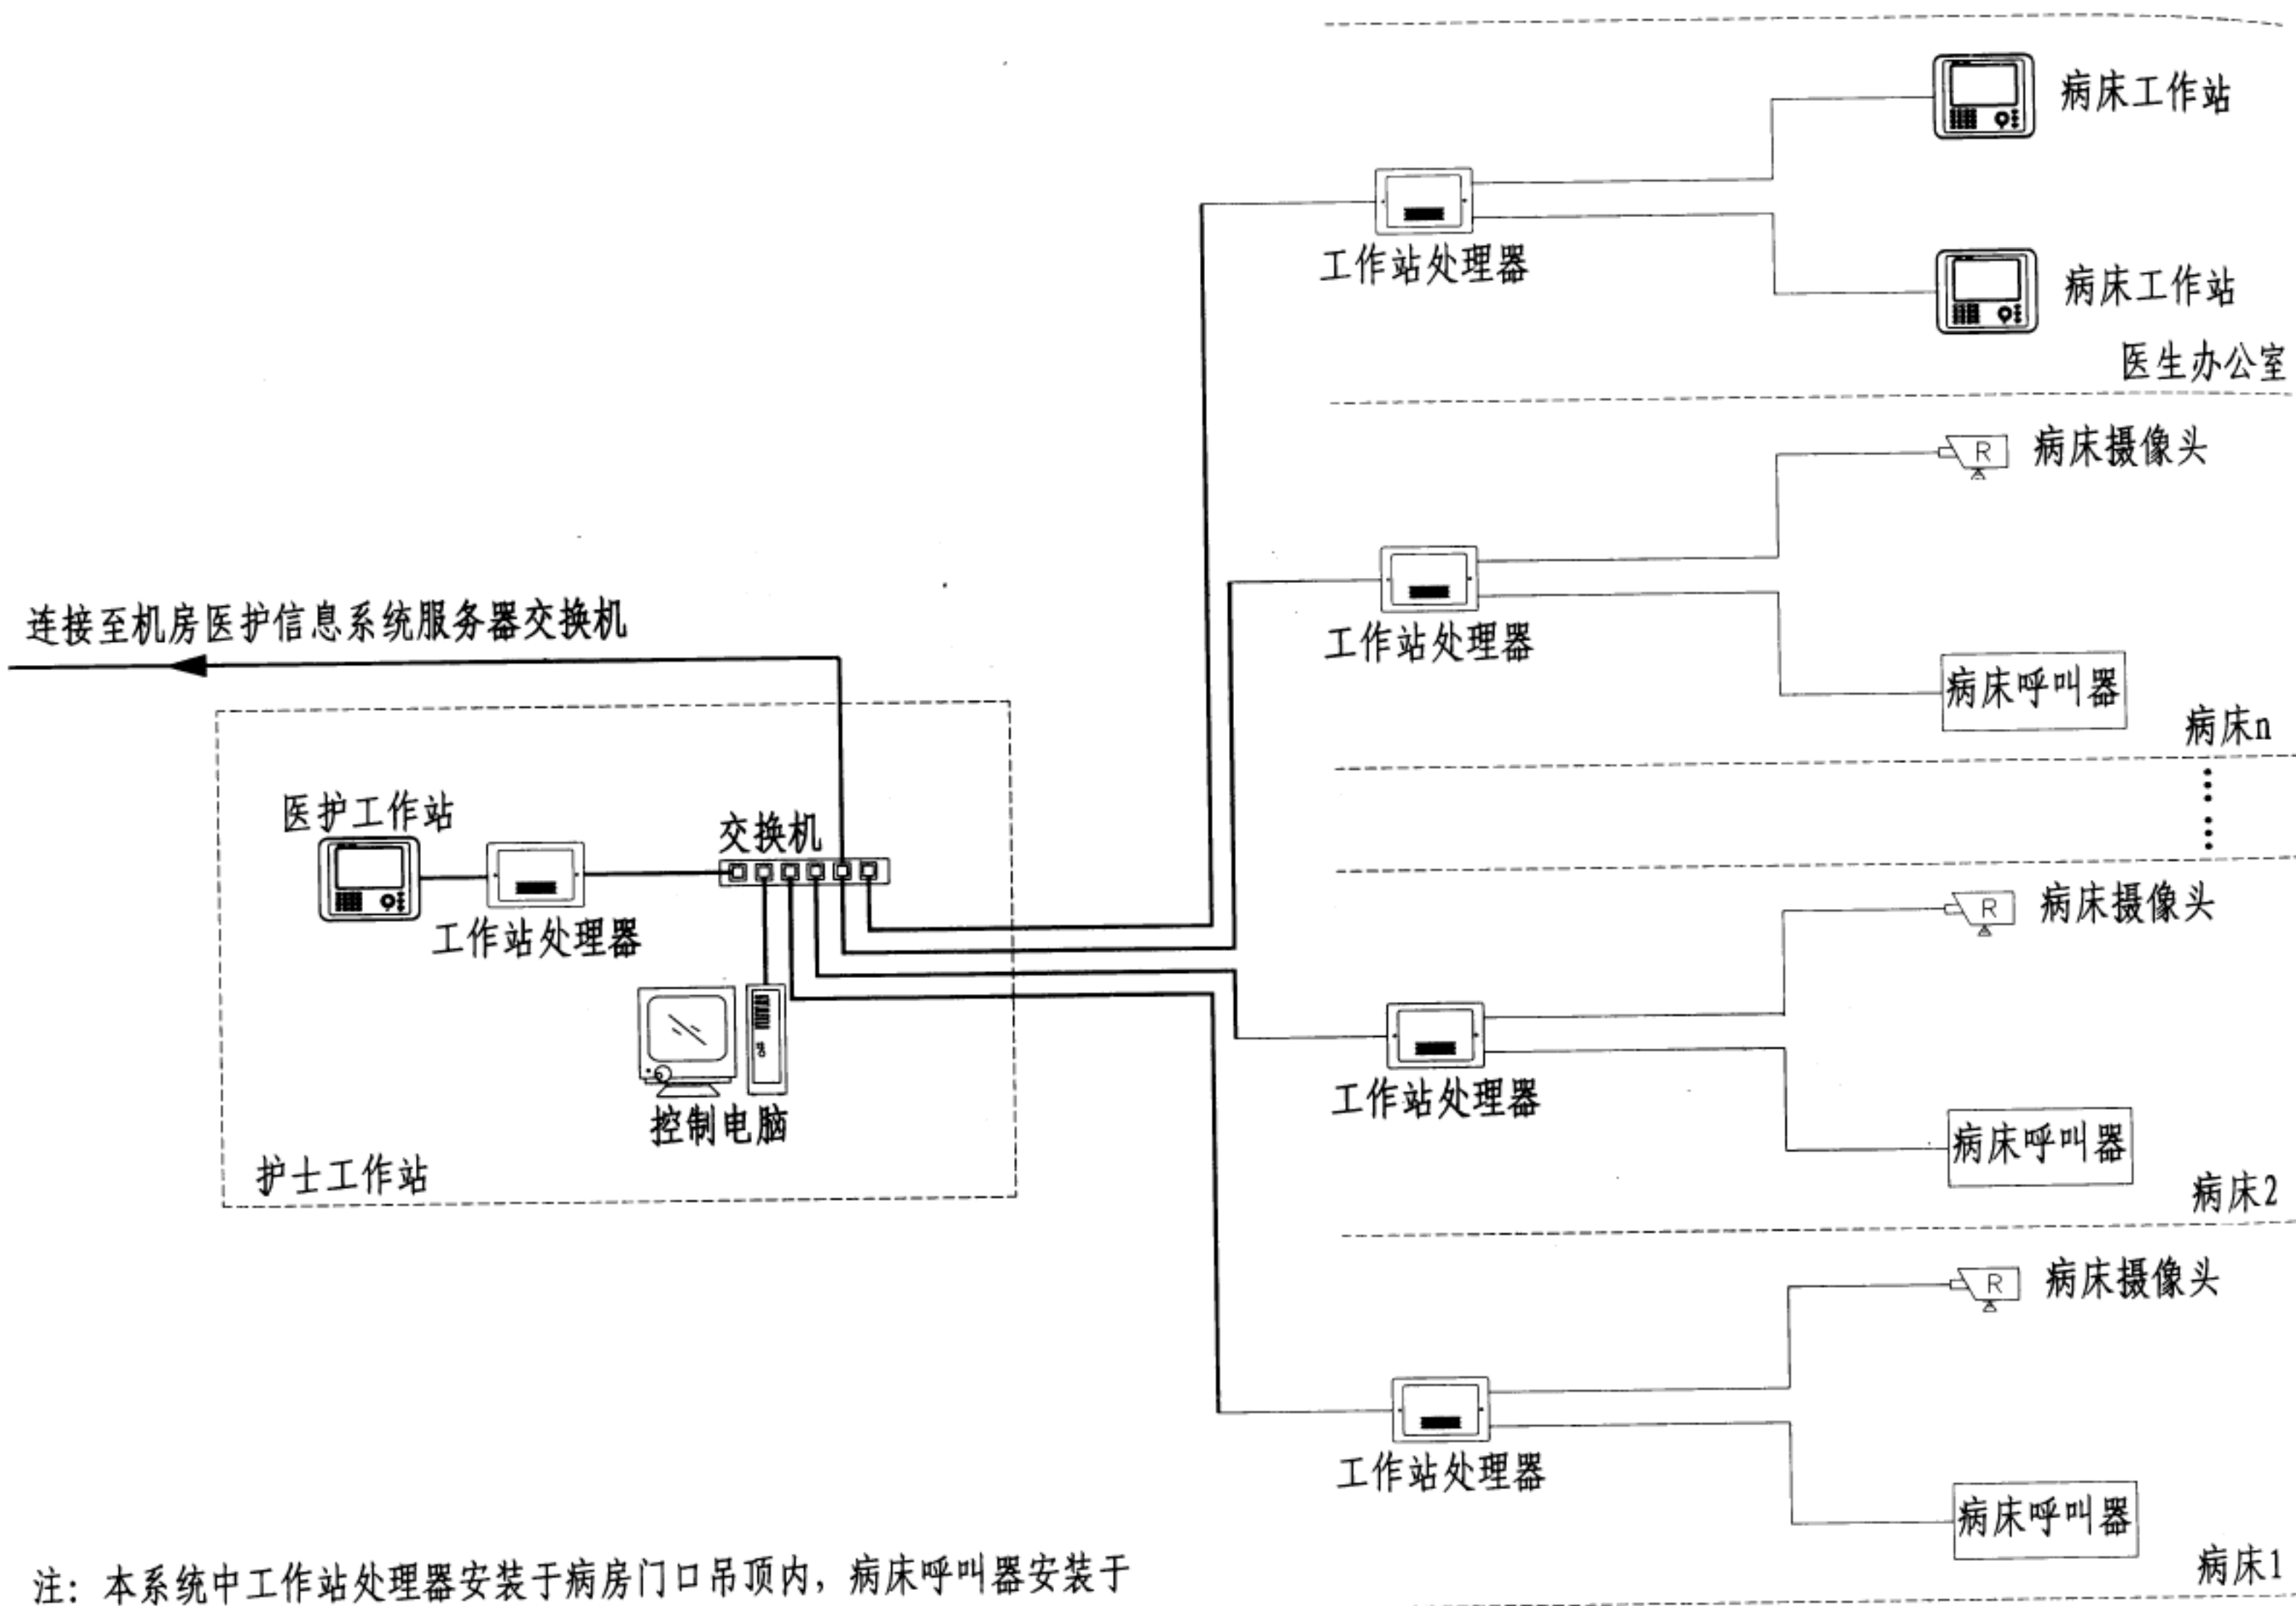 病床工作站
工作站处理器
病床工作站
医生办公室
病床摄像头
工作站处理器
病床呼叫器
病床n
连接至机房医护信息系统服务器交换机
医护工作站
交换机
工作站处理器
控制电脑
护士工作站
病床摄像头
工作站处理器
病床呼叫器
病床2
病床摄像头
工作站处理器
病床呼叫器
病床1
R
R
R
注：本系统中工作站处理器安装于病房门口吊顶内，病床呼叫器安装于